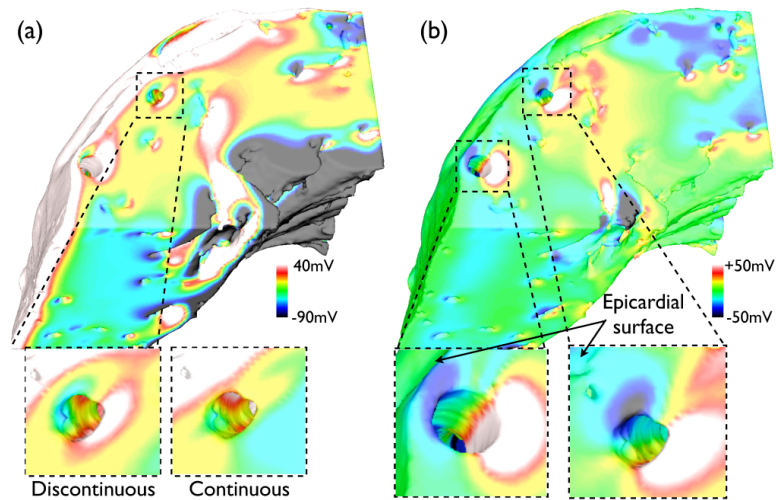 (a)
(b)
40mV
-90mV
+50mV
-50mV
Epicardial
surface
Discontinuous
Continuous